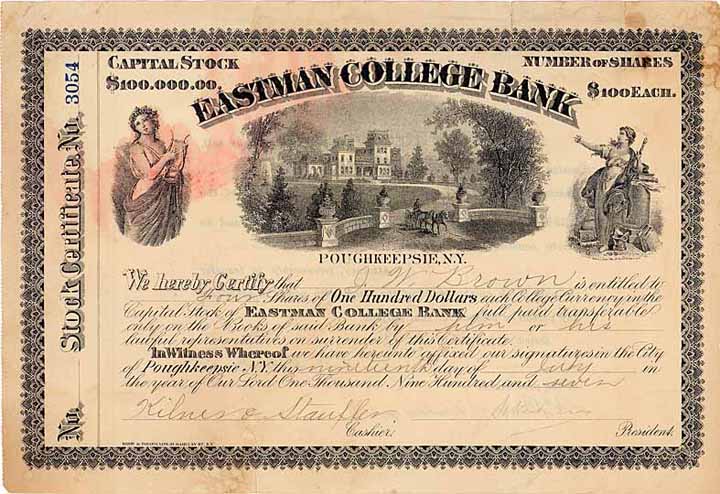 CAPITAL STOCK
$100.000.00.
NUMBER OF SHARES
$100 EACH.
EASTMAN COLLEGE BANK
Stock Certificate. No. 3054
No.
POUGHKEEPSIE, N.Y.
We hereby Certify that J W Brown is entitled to
Four Shares of One Hundred Dollars each College Currency in the
Capital Stock of EASTMAN COLLEGE BANK full paid transferable
only on the Books of said Bank by him or his
lawful representatives on surrender of this Certificate.
In Witness Whereof we have hereunto affixed our signatures in the City
of Poughkeepsie N.Y. this nineteenth day of July in
the year of Our Lord One Thousand Nine Hundred and seven
Stauffer
Cashier. President.